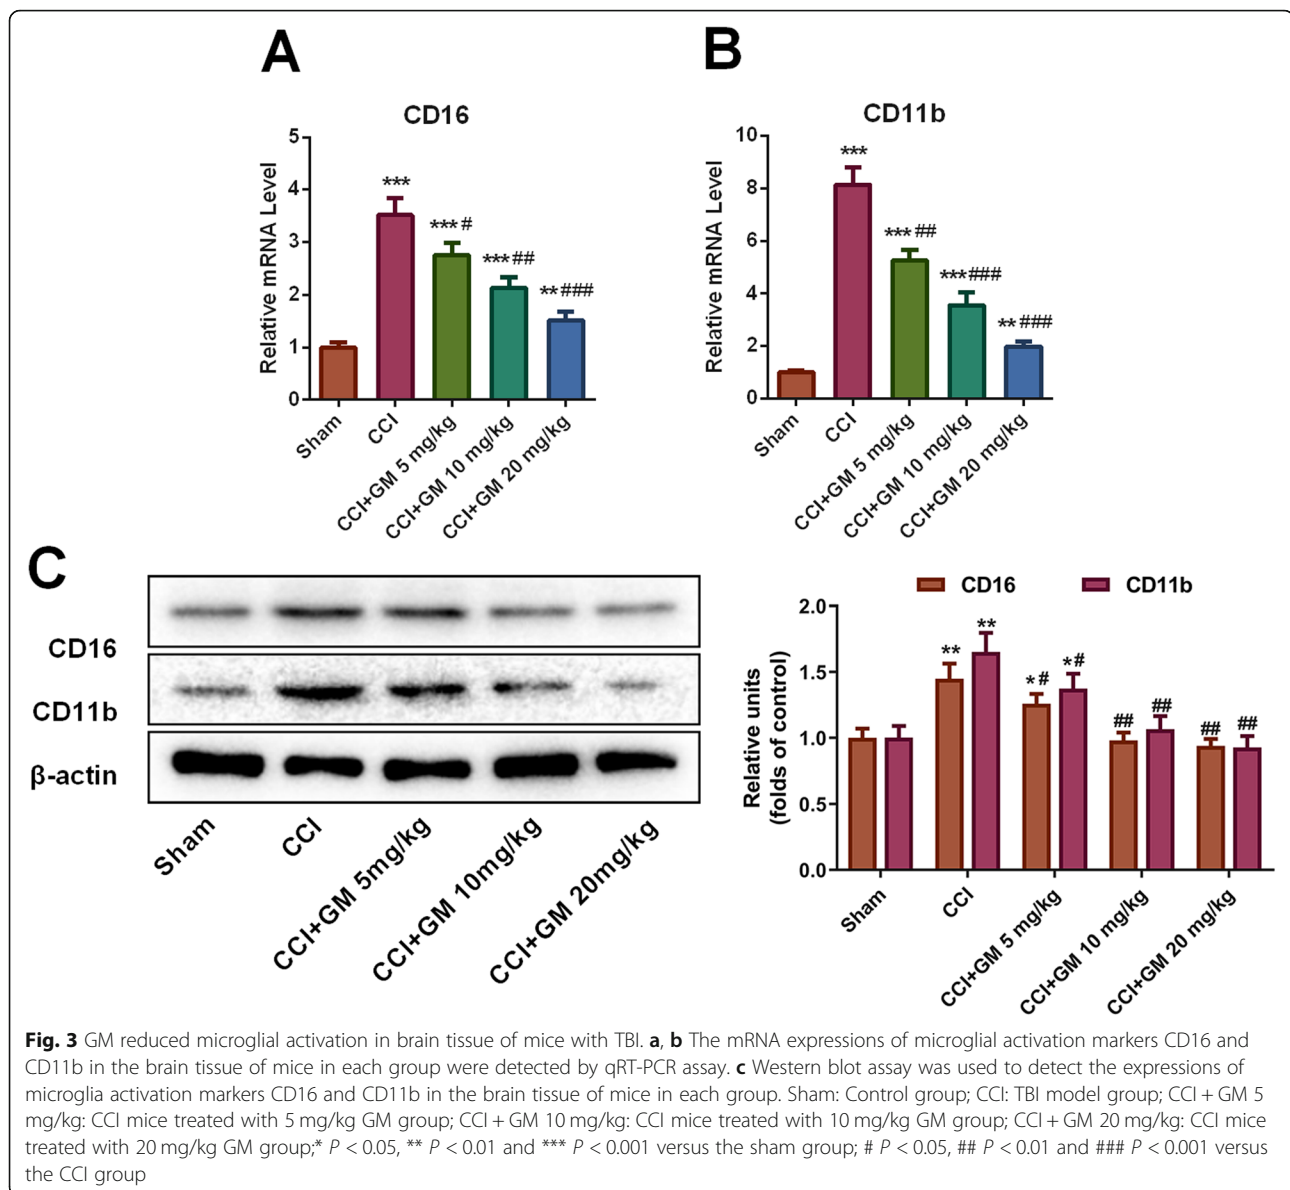 A
CD16
Relative mRNA Level
5
4
3
2
1
0
***
*** #
*** ##
** ###
Sham
CCI
CCI+GM 5 mg/kg
CCI+GM 10 mg/kg
CCI+GM 20 mg/kg
B
CD11b
Relative mRNA Level
10
8
6
4
2
0
***
*** ##
*** ###
** ###
Sham
CCI
CCI+GM 5 mg/kg
CCI+GM 10 mg/kg
CCI+GM 20 mg/kg
C
CD16
CD11b
β-actin
Sham
CCI
CCI+GM 5mg/kg
CCI+GM 10mg/kg
CCI+GM 20mg/kg
CD16 CD11b
Relative units
(folds of control)
2.0
1.5
1.0
0.5
0.0
** **
* # * #
## ##
## ##
Sham
CCI
CCI+GM 5 mg/kg
CCI+GM 10 mg/kg
CCI+GM 20 mg/kg
Fig. 3 GM reduced microglial activation in brain tissue of mice with TBI. a, b The mRNA expressions of microglial activation markers CD16 and
CD11b in the brain tissue of mice in each group were detected by qRT-PCR assay. c Western blot assay was used to detect the expressions of
microglia activation markers CD16 and CD11b in the brain tissue of mice in each group. Sham: Control group; CCI: TBI model group; CCI + GM 5
mg/kg: CCI mice treated with 5 mg/kg GM group; CCI + GM 10 mg/kg: CCI mice treated with 10 mg/kg GM group; CCI + GM 20 mg/kg: CCI mice
treated with 20 mg/kg GM group;* P < 0.05, ** P < 0.01 and *** P < 0.001 versus the sham group; # P < 0.05, ## P < 0.01 and ### P < 0.001 versus
the CCI group